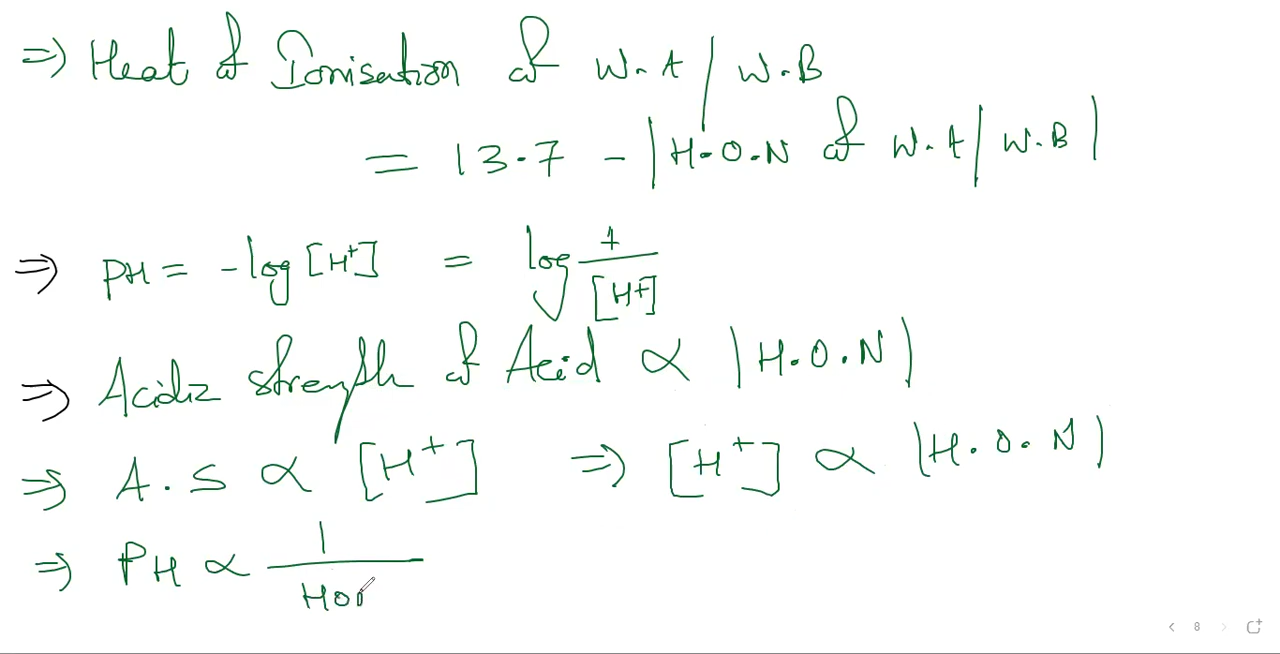 ⇒ Heat of Ionisation of W.A / W.B
= 13.7 - |H.O.N of W.A / W.B|
⇒ PH = -log [H⁺] = log 1/[H⁺]
⇒ Acidic strength of Acid ∝ |H.O.N|
⇒ A.S ∝ [H⁺] ⇒ [H⁺] ∝ |H.O.N|
⇒ PH ∝ 1/HON
8